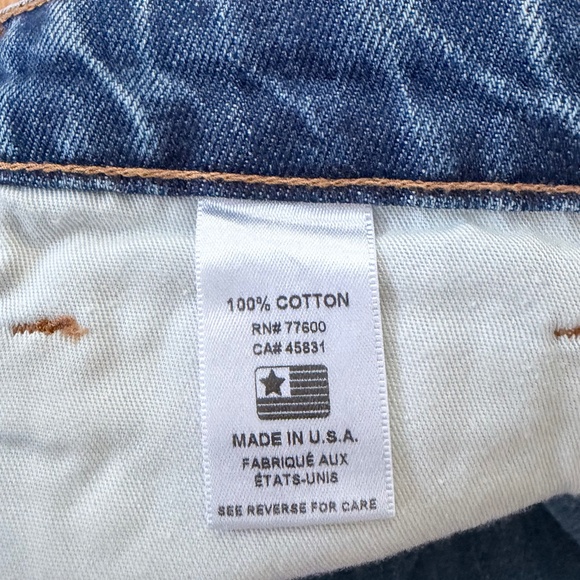 100% COTTON
RN# 77600
CA# 45831
MADE IN U.S.A.
FABRIQUÉ AUX
ÉTATS-UNIS
SEE REVERSE FOR CARE